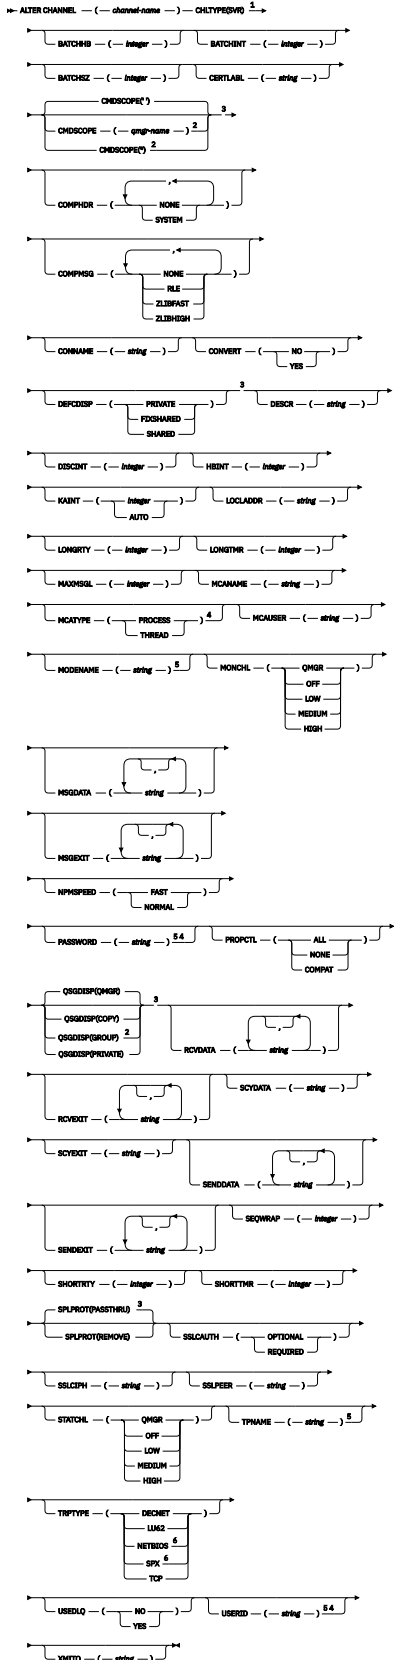 ALTER CHANNEL ( channel-name ) CHLTYPE(SVR) 1
BATCHHB ( integer ) BATCHINT ( integer )
BATCHSZ ( integer ) CERTLABL ( string )
CMDSCOPE(' ')
CMDSCOPE ( qmgr-name ) 2 3
CMDSCOPE(*) 2
,
COMPHDR ( NONE )
SYSTEM
,
COMPMSG ( NONE )
RLE
ZLIBFAST
ZLIBHIGH
CONNAME ( string ) CONVERT ( NO )
YES
DEFCDISP ( PRIVATE ) 3 DESCR ( string )
FIXSHARED
SHARED
DISCINT ( integer ) HBINT ( integer )
KAINT ( integer ) LOCLADDR ( string )
AUTO
LONGRTY ( integer ) LONGTMR ( integer )
MAXMSGL ( integer ) MCANAME ( string )
MCATYPE ( PROCESS ) 4 MCAUSER ( string )
THREAD
MODENAME ( string ) 5 MONCHL ( QMGR )
OFF
LOW
MEDIUM
HIGH
,
MSGDATA ( string )
,
MSGEXIT ( string )
NPMSPEED ( FAST )
NORMAL
PASSWORD ( string ) 5 4 PROPCTL ( ALL )
NONE
COMPAT
QSGDISP(QMGR) 3
QSGDISP(COPY)
QSGDISP(GROUP) 2
QSGDISP(PRIVATE)
,
RCVDATA ( string )
,
RCVEXIT ( string ) SCYDATA ( string )
SCYEXIT ( string )
,
SENDDATA ( string )
,
SENDEXIT ( string ) SEQWRAP ( integer )
SHORTRTY ( integer ) SHORTTMR ( integer )
SPLPROT(PASSTHRU) 3
SPLPROT(REMOVE) SSLCAUTH ( OPTIONAL )
REQUIRED
SSLCIPH ( string ) SSLPEER ( string )
STATCHL ( QMGR ) TPNAME ( string ) 5
OFF
LOW
MEDIUM
HIGH
TRPTYPE ( DECNET )
LU62
NETBIOS 6
SPX 6
TCP
USEDLQ ( NO ) USERID ( string ) 5 4
YES
XMITQ ( string )